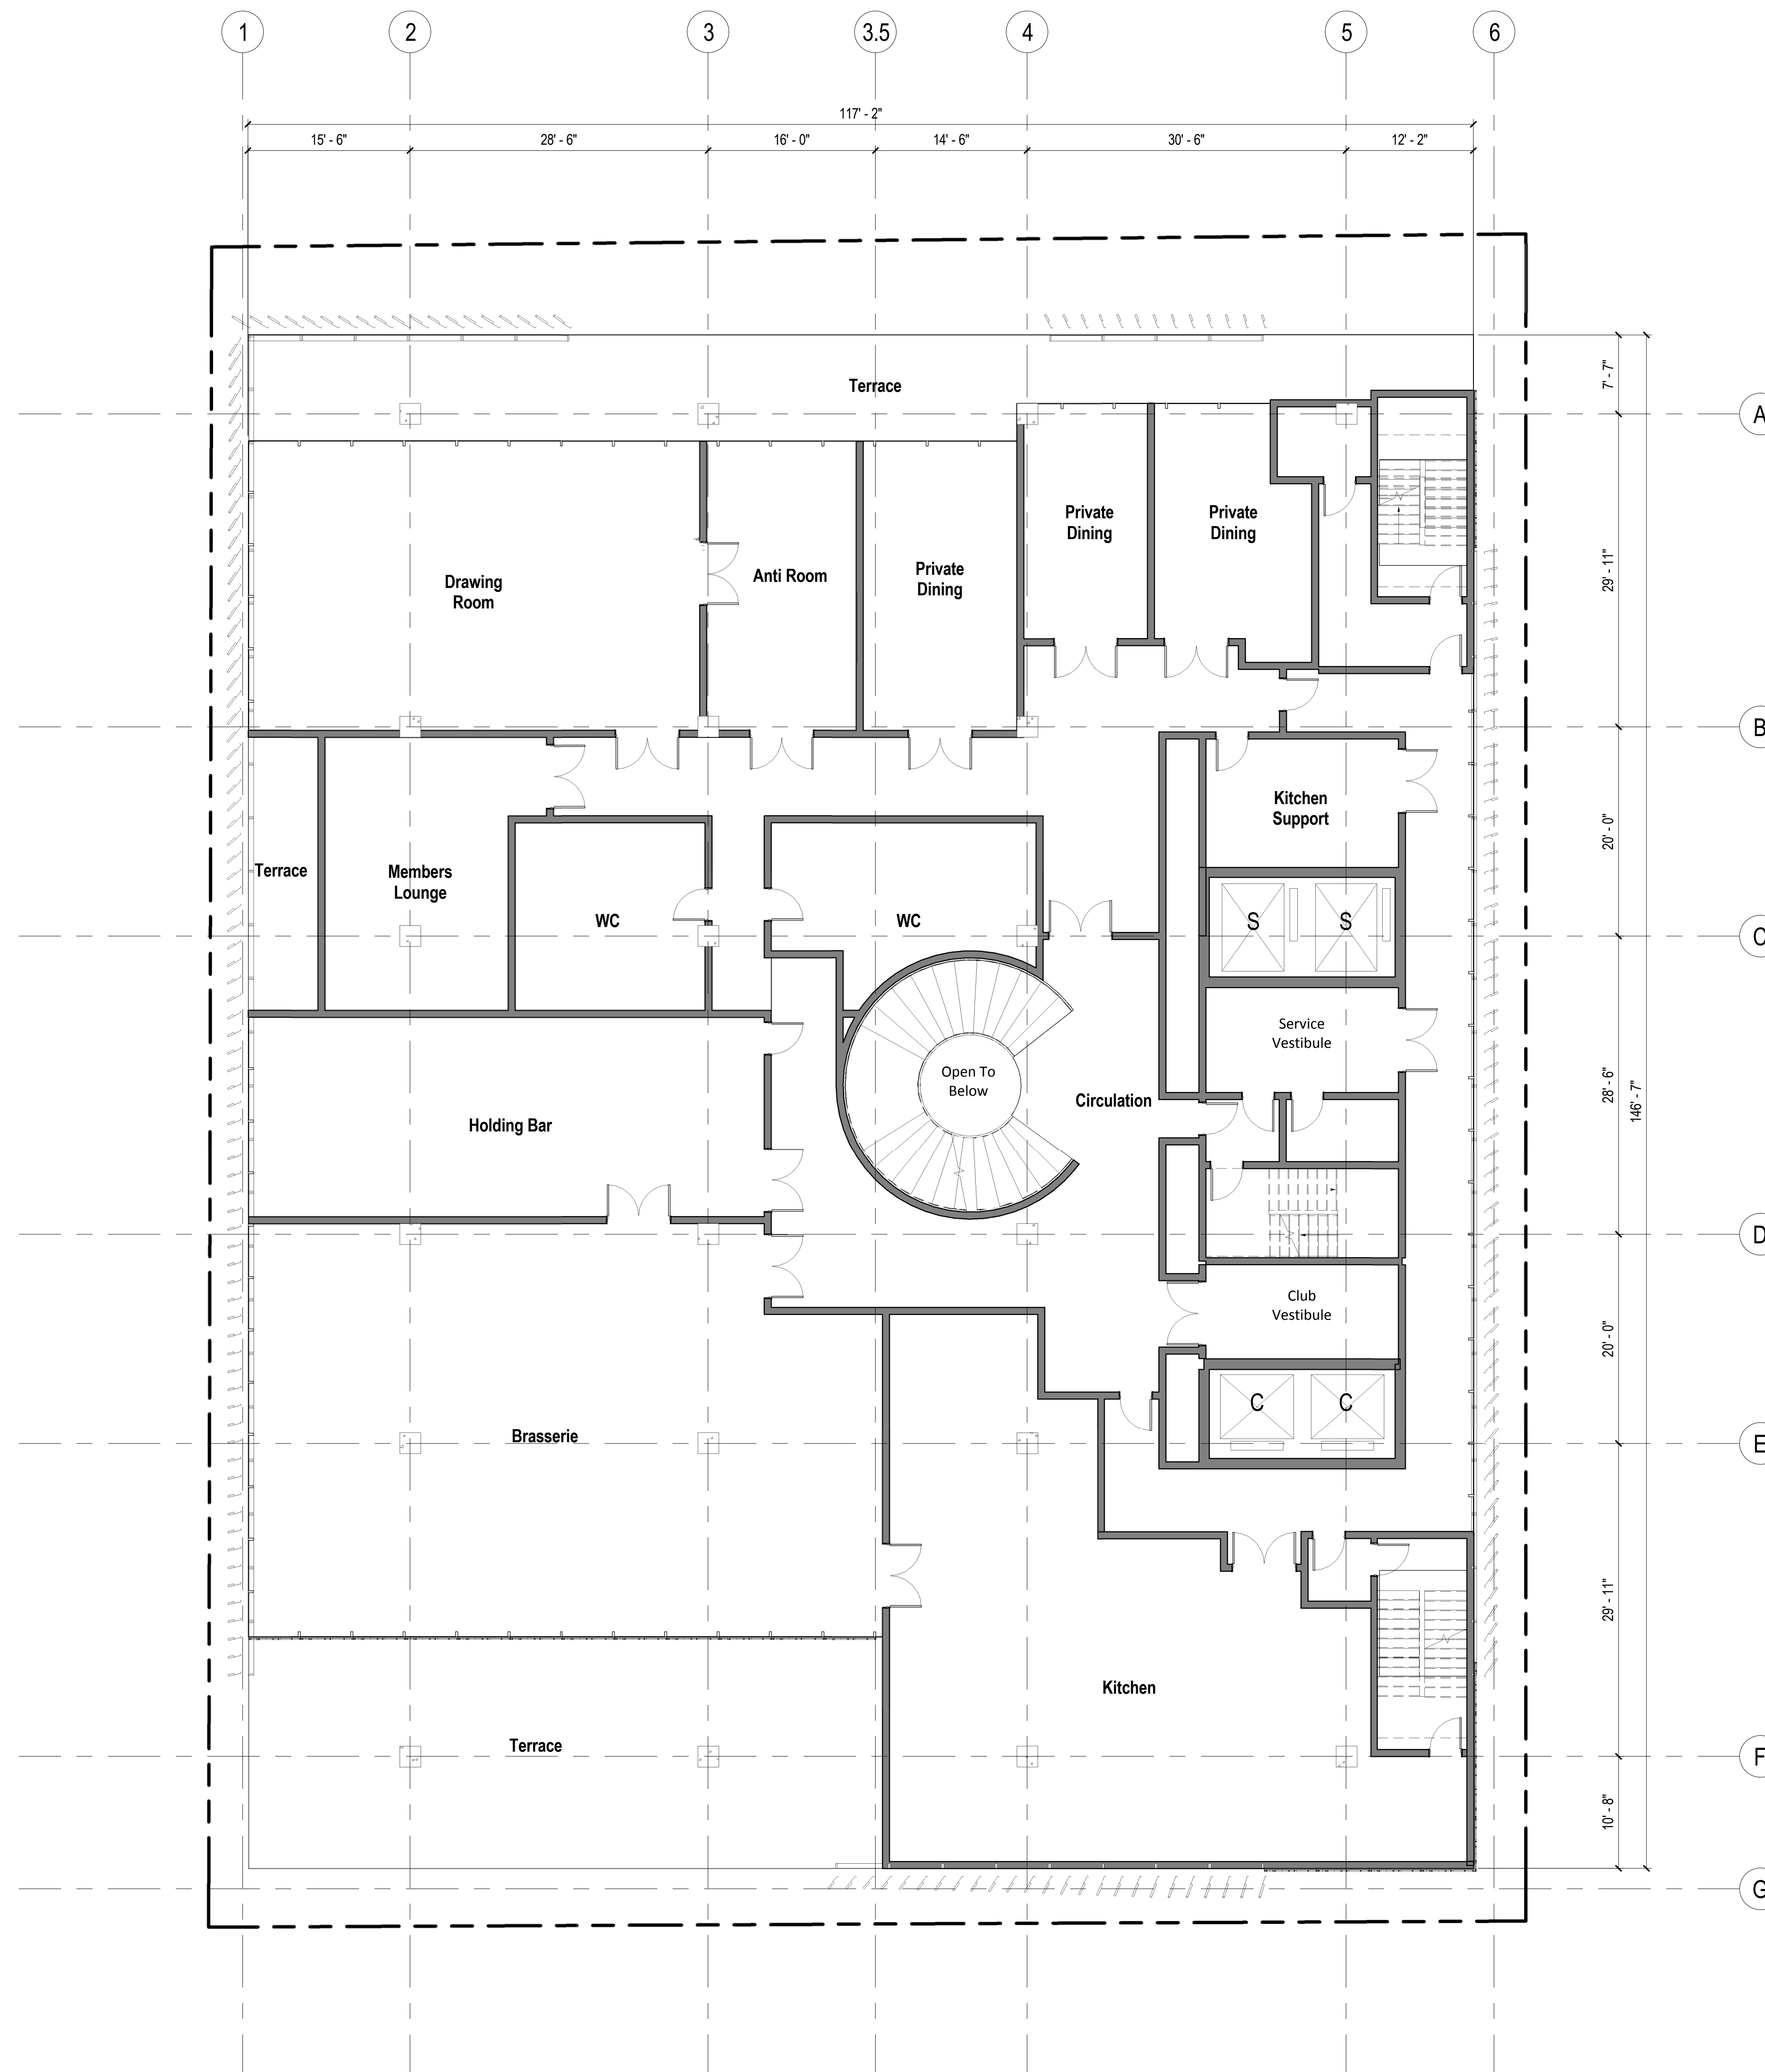 1
2
3
3.5
4
5
6
117' - 2"
15' - 6"
28' - 6"
16' - 0"
14' - 6"
30' - 6"
12' - 2"
7' - 7"
Terrace
A
Private
Dining
Private
Dining
29' - 11"
Drawing
Room
Anti Room
Private
Dining
B
Kitchen
Support
20' - 0"
Terrace
Members
Lounge
WC
WC
S
S
C
Service
Vestibule
Open To
Below
28' - 6"
146' - 7"
Circulation
Holding Bar
D
Club
Vestibule
20' - 0"
C
C
Brasserie
E
29' - 11"
Kitchen
Terrace
F
10' - 8"
G